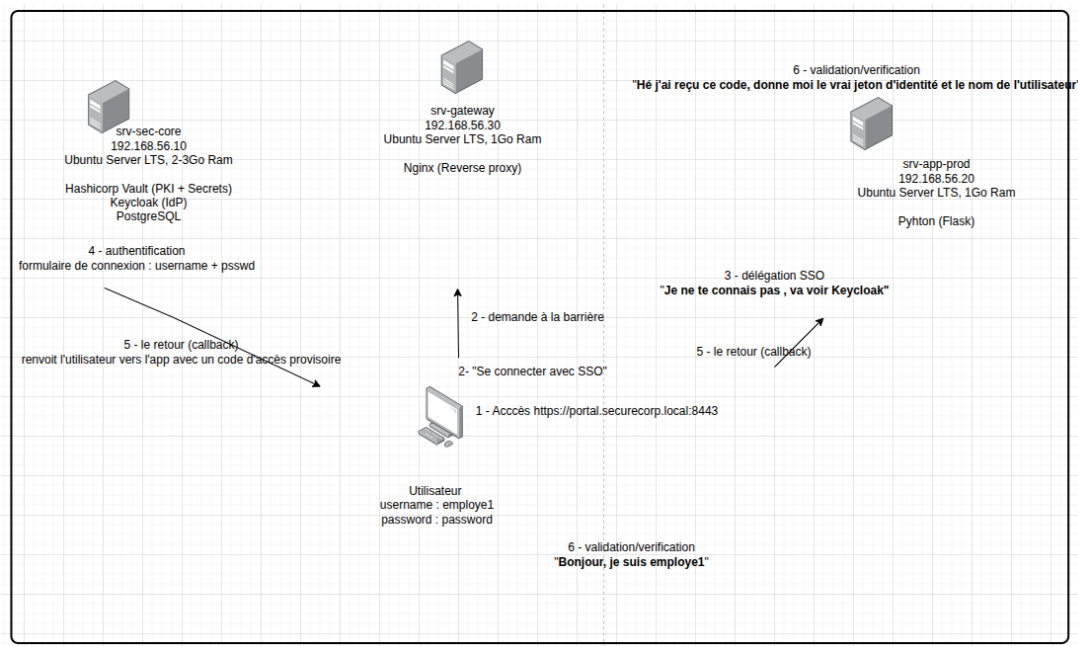 6 - validation/verification
"Hé j'ai reçu ce code, donne moi le vrai jeton d'identité et le nom de l'utilisateur"
srv-sec-core
192.168.56.10
Ubuntu Server LTS, 2-3Go Ram
Hashicorp Vault (PKI + Secrets)
Keycloak (IdP)
PostgreSQL
srv-gateway
192.168.56.30
Ubuntu Server LTS, 1Go Ram
Nginx (Reverse proxy)
srv-app-prod
192.168.56.20
Ubuntu Server LTS, 1Go Ram
Pyhton (Flask)
4 - authentification
formulaire de connexion : username + psswd
3 - délégation SSO
"Je ne te connais pas , va voir Keycloak"
2 - demande à la barrière
5 - le retour (callback)
renvoit l'utilisateur vers l'app avec un code d'accès provisoire
5 - le retour (callback)
2- "Se connecter avec SSO"
1 - Acccès https://portal.securecorp.local:8443
Utilisateur
username : employe1
password : password
6 - validation/verification
"Bonjour, je suis employe1"